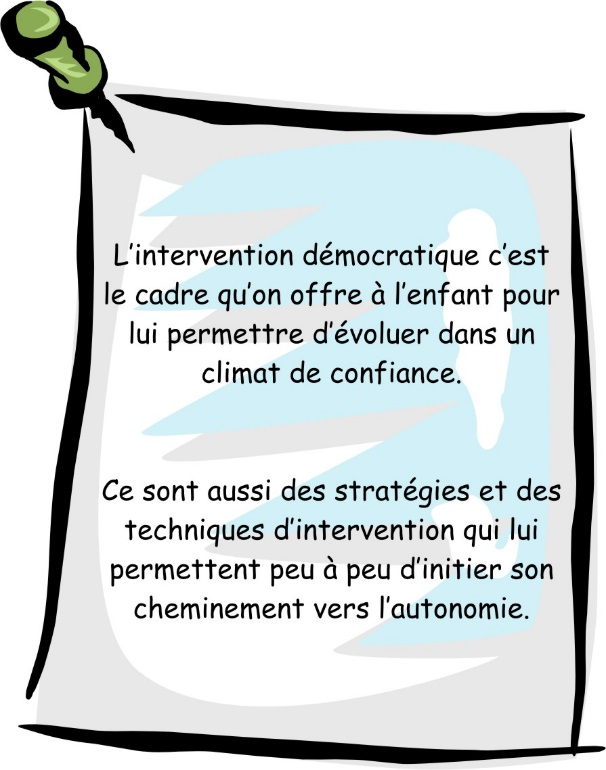 L'intervention démocratique c'est
le cadre qu'on offre à l'enfant pour
lui permettre d'évoluer dans un
climat de confiance.
Ce sont aussi des stratégies et des
techniques d'intervention qui lui
permettent peu à peu d'initier son
cheminement vers l'autonomie.